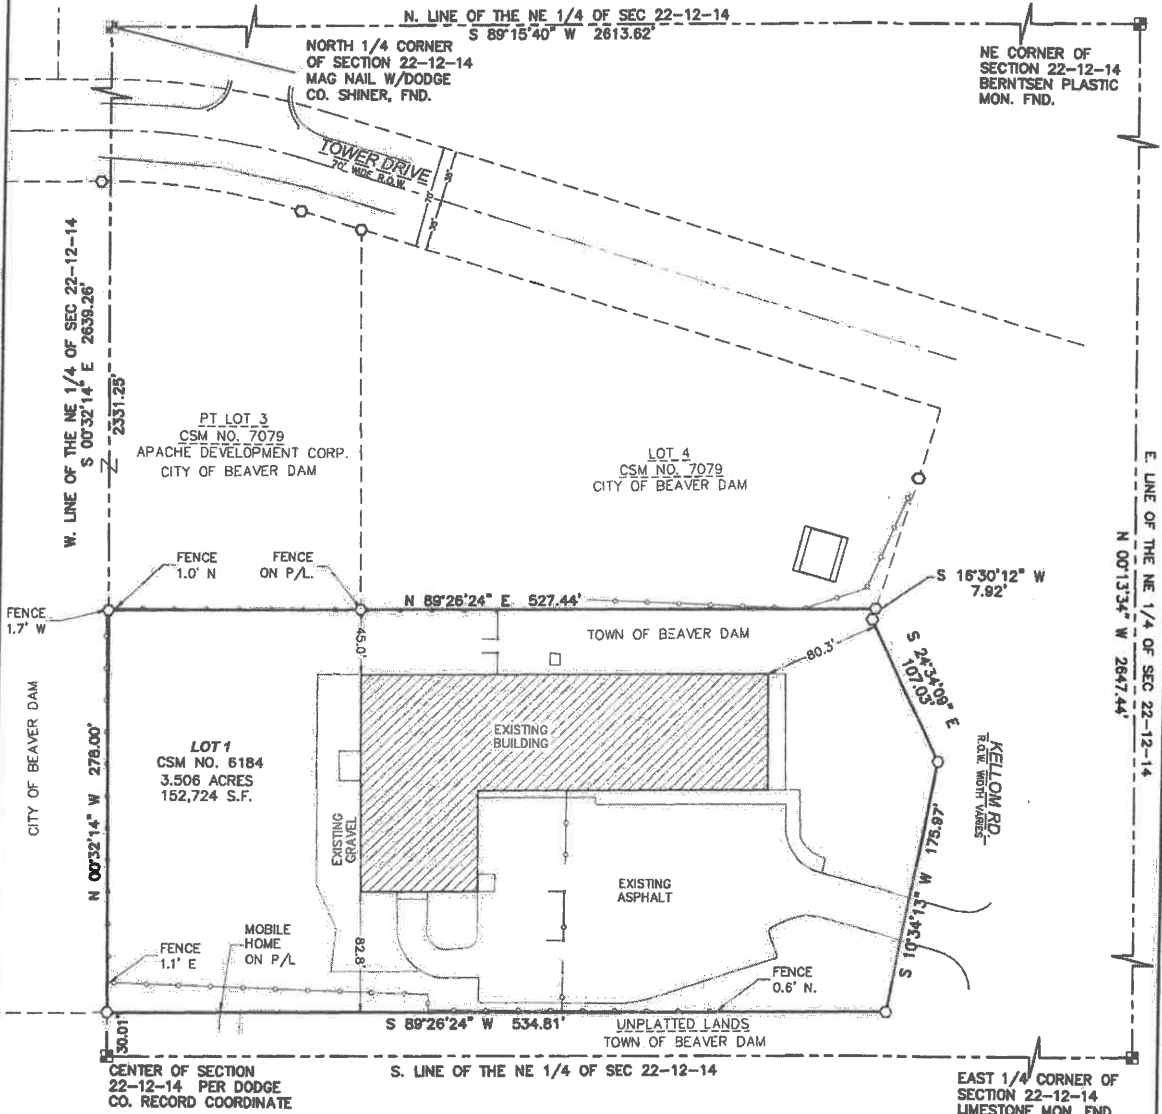 N. LINE OF THE NE 1/4 OF SEC 22-12-14
S 89°15'40" W 2613.62'
NORTH 1/4 CORNER
OF SECTION 22-12-14
MAG NAIL W/DODGE
CO. SHINER, FND.
NE CORNER OF
SECTION 22-12-14
BERNTSEN PLASTIC
MON. FND.
TOWER DRIVE
70' WIDE R.O.W.
70'
W. LINE OF THE NE 1/4 OF SEC 22-12-14
S 00°32'14" E 2639.26'
2331.25'
PT LOT 3
CSM NO. 7079
APACHE DEVELOPMENT CORP.
CITY OF BEAVER DAM
LOT 4
CSM NO. 7079
CITY OF BEAVER DAM
E. LINE OF THE NE 1/4 OF SEC 22-12-14
N 00°13'34" W 2647.44'
FENCE
1.0' N
FENCE
ON P/L.
FENCE
1.7' W
N 89°26'24" E 527.44'
S 16°30'12" W
7.92'
TOWN OF BEAVER DAM
45.0'
80.3'
S 24°34'09" E
107.03'
EXISTING
BUILDING
LOT 1
CSM NO. 6184
3.506 ACRES
152,724 S.F.
CITY OF BEAVER DAM
N 00°32'14" W 278.00'
KELLOM RD.
R.O.W. WIDTH VARIES
EXISTING
GRAVEL
EXISTING
ASPHALT
S 10°34'13" W 175.97'
MOBILE
HOME
ON P/L
FENCE
1.1' E
82.8'
FENCE
0.6' N.
S 89°26'24" W 534.81'
UNPLATTED LANDS
TOWN OF BEAVER DAM
30.01
CENTER OF SECTION
22-12-14 PER DODGE
CO. RECORD COORDINATE
S. LINE OF THE NE 1/4 OF SEC 22-12-14
EAST 1/4 CORNER OF
SECTION 22-12-14
LIMESTONE MON. FND.